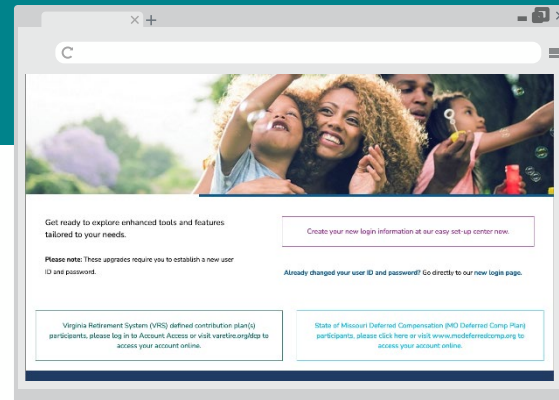 Get ready to explore enhanced tools and features
tailored to your needs.
Please note: These upgrades require you to establish a new user
ID and password.
Create your new login information at our easy set-up center now.
Already changed your user ID and password? Go directly to our new login page.
Virginia Retirement System (VRS) defined contribution plan(s)
participants, please log in to Account Access or visit varetire.org/dcp to
access your account online.
State of Missouri Deferred Compensation (MO Deferred Comp Plan)
participants, please click here or visit www.modeferredcomp.org to
access your account online.